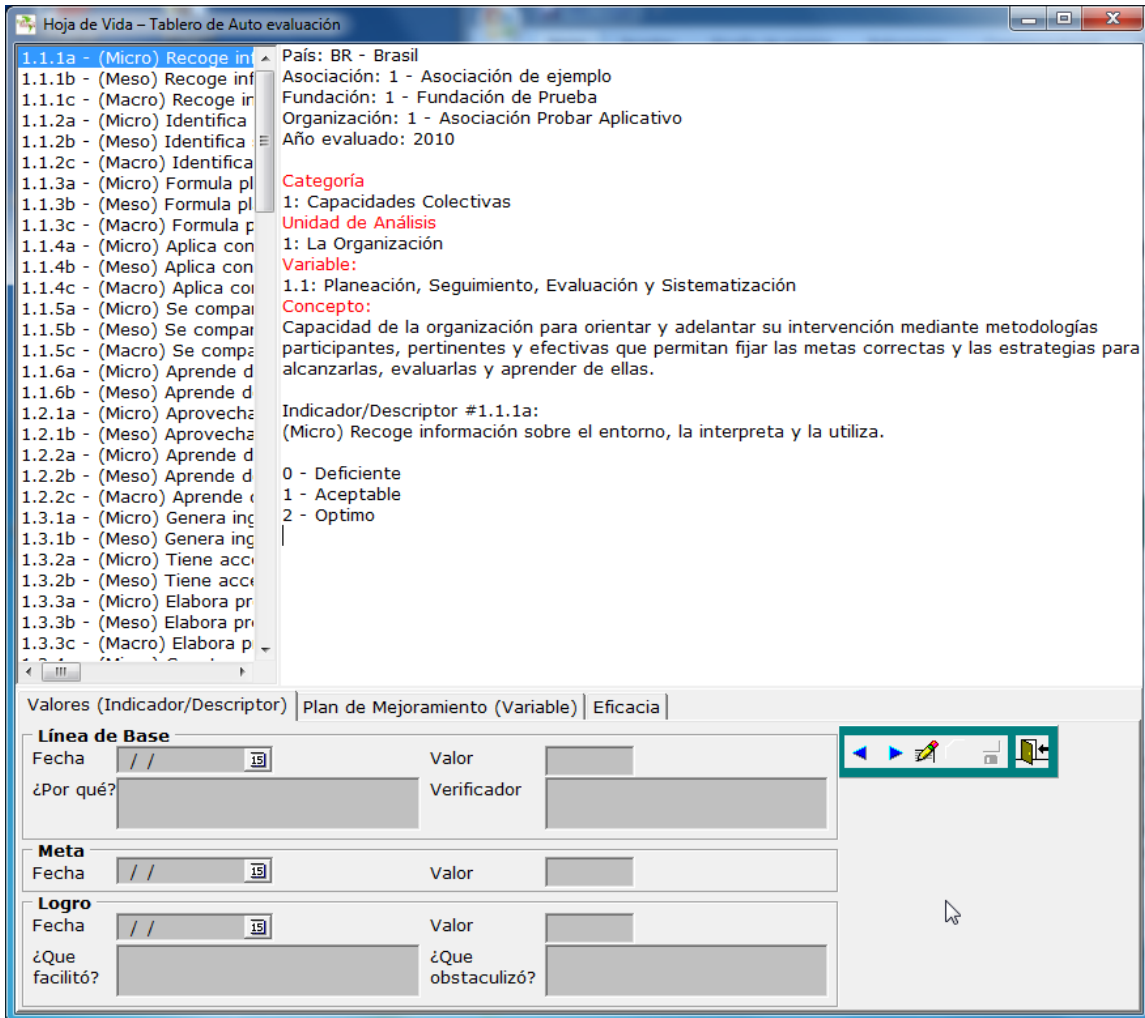 Hoja de Vida – Tablero de Auto evaluación
1.1.1a - (Micro) Recoge inf
1.1.1b - (Meso) Recoge inf
1.1.1c - (Macro) Recoge in
1.1.2a - (Micro) Identifica
1.1.2b - (Meso) Identifica
1.1.2c - (Macro) Identifica
1.1.3a - (Micro) Formula pl
1.1.3b - (Meso) Formula pl
1.1.3c - (Macro) Formula p
1.1.4a - (Micro) Aplica con
1.1.4b - (Meso) Aplica con
1.1.4c - (Macro) Aplica co
1.1.5a - (Micro) Se compar
1.1.5b - (Meso) Se compar
1.1.5c - (Macro) Se compa
1.1.6a - (Micro) Aprende d
1.1.6b - (Meso) Aprende d
1.2.1a - (Micro) Aprovecha
1.2.1b - (Meso) Aprovecha
1.2.2a - (Micro) Aprende d
1.2.2b - (Meso) Aprende d
1.2.2c - (Macro) Aprende
1.3.1a - (Micro) Genera ing
1.3.1b - (Meso) Genera ing
1.3.2a - (Micro) Tiene acc
1.3.2b - (Meso) Tiene acce
1.3.3a - (Micro) Elabora pr
1.3.3b - (Meso) Elabora pr
1.3.3c - (Macro) Elabora p
País: BR - Brasil
Asociación: 1 - Asociación de ejemplo
Fundación: 1 - Fundación de Prueba
Organización: 1 - Asociación Probar Aplicativo
Año evaluado: 2010
Categoría
1: Capacidades Colectivas
Unidad de Análisis
1: La Organización
Variable:
1.1: Planeación, Seguimiento, Evaluación y Sistematización
Concepto:
Capacidad de la organización para orientar y adelantar su intervención mediante metodologías
participantes, pertinentes y efectivas que permitan fijar las metas correctas y las estrategias para
alcanzarlas, evaluarlas y aprender de ellas.
Indicador/Descriptor #1.1.1a:
(Micro) Recoge información sobre el entorno, la interpreta y la utiliza.
0 - Deficiente
1 - Aceptable
2 - Optimo
Valores (Indicador/Descriptor) Plan de Mejoramiento (Variable) Eficacia
Línea de Base
Fecha / / 15 Valor
¿Por qué? Verificador
Meta
Fecha / / 15 Valor
Logro
Fecha / / 15 Valor
¿Que facilitó? ¿Que obstaculizó?